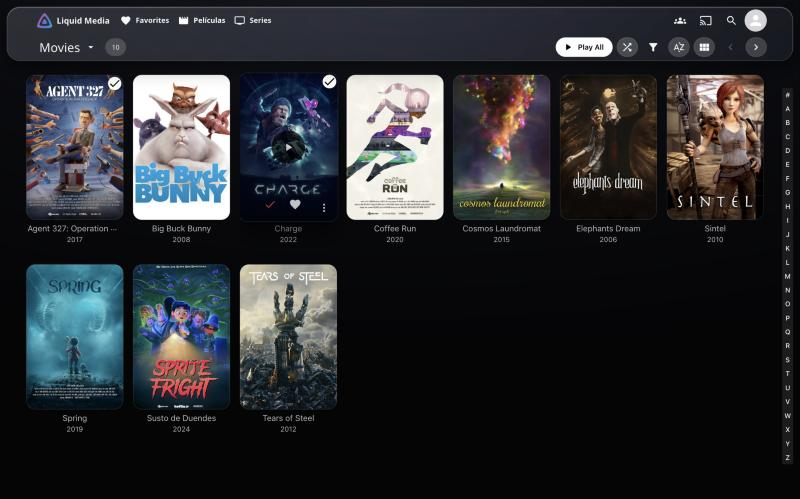 Liquid Media
Favorites
Películas
Series
Movies
10
Play All
AZ
AGENT 327
Big Buck
BUNNY
CHARGE
coffee
RUN
cosmos laundromat
elephants dream
SINTEL
Agent 327: Operation ···
Big Buck Bunny
Charge
Coffee Run
Cosmos Laundromat
Elephants Dream
Sintel
2017
2008
2022
2020
2015
2006
2010
SPRING
SPRITE
FRIGHT
TEARS OF STEEL
Spring
Susto de Duendes
Tears of Steel
2019
2024
2012
#
A
B
C
D
E
F
G
H
I
J
K
L
M
N
O
P
Q
R
S
T
U
V
W
X
Y
Z